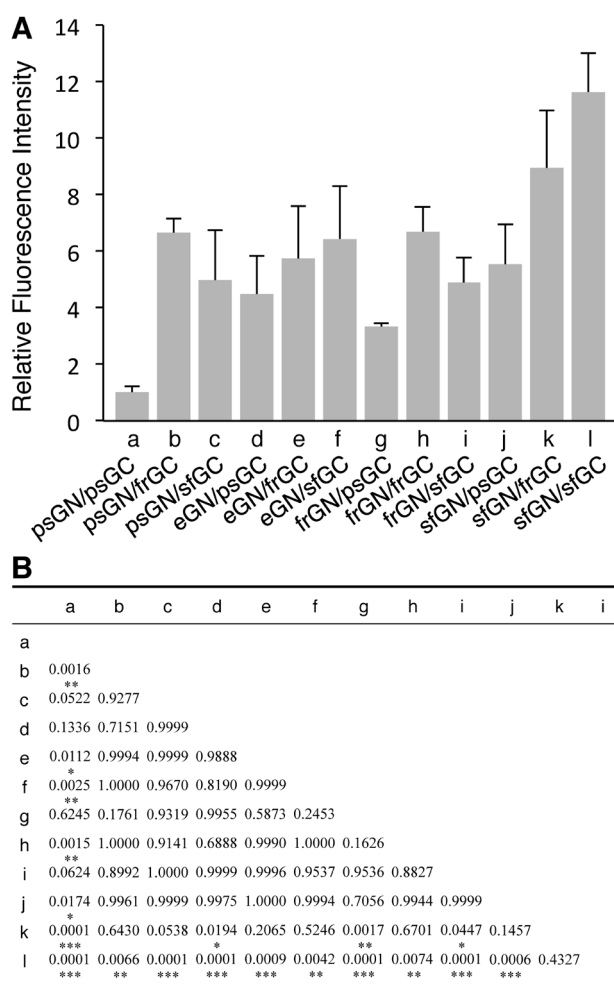 A
Relative Fluorescence Intensity
14
12
10
8
6
4
2
0
a b c d e f g h i j k l
psGN/psGC
psGN/frGC
psGN/sfGC
eGN/psGC
eGN/frGC
eGN/sfGC
frGN/psGC
frGN/frGC
frGN/sfGC
sfGN/psGC
sfGN/frGC
sfGN/sfGC
B
a b c d e f g h i j k i
a
b 0.0016
**
c 0.0522 0.9277
d 0.1336 0.7151 0.9999
e 0.0112 0.9994 0.9999 0.9888
*
f 0.0025 1.0000 0.9670 0.8190 0.9999
**
g 0.6245 0.1761 0.9319 0.9955 0.5873 0.2453
h 0.0015 1.0000 0.9141 0.6888 0.9990 1.0000 0.1626
**
i 0.0624 0.8992 1.0000 0.9999 0.9996 0.9537 0.9536 0.8827
j 0.0174 0.9961 0.9999 0.9975 1.0000 0.9994 0.7056 0.9944 0.9999
*
k 0.0001 0.6430 0.0538 0.0194 0.2065 0.5246 0.0017 0.6701 0.0447 0.1457
*** * ** *
l 0.0001 0.0066 0.0001 0.0001 0.0009 0.0042 0.0001 0.0074 0.0001 0.0006 0.4327
*** ** *** *** *** ** *** ** *** ***